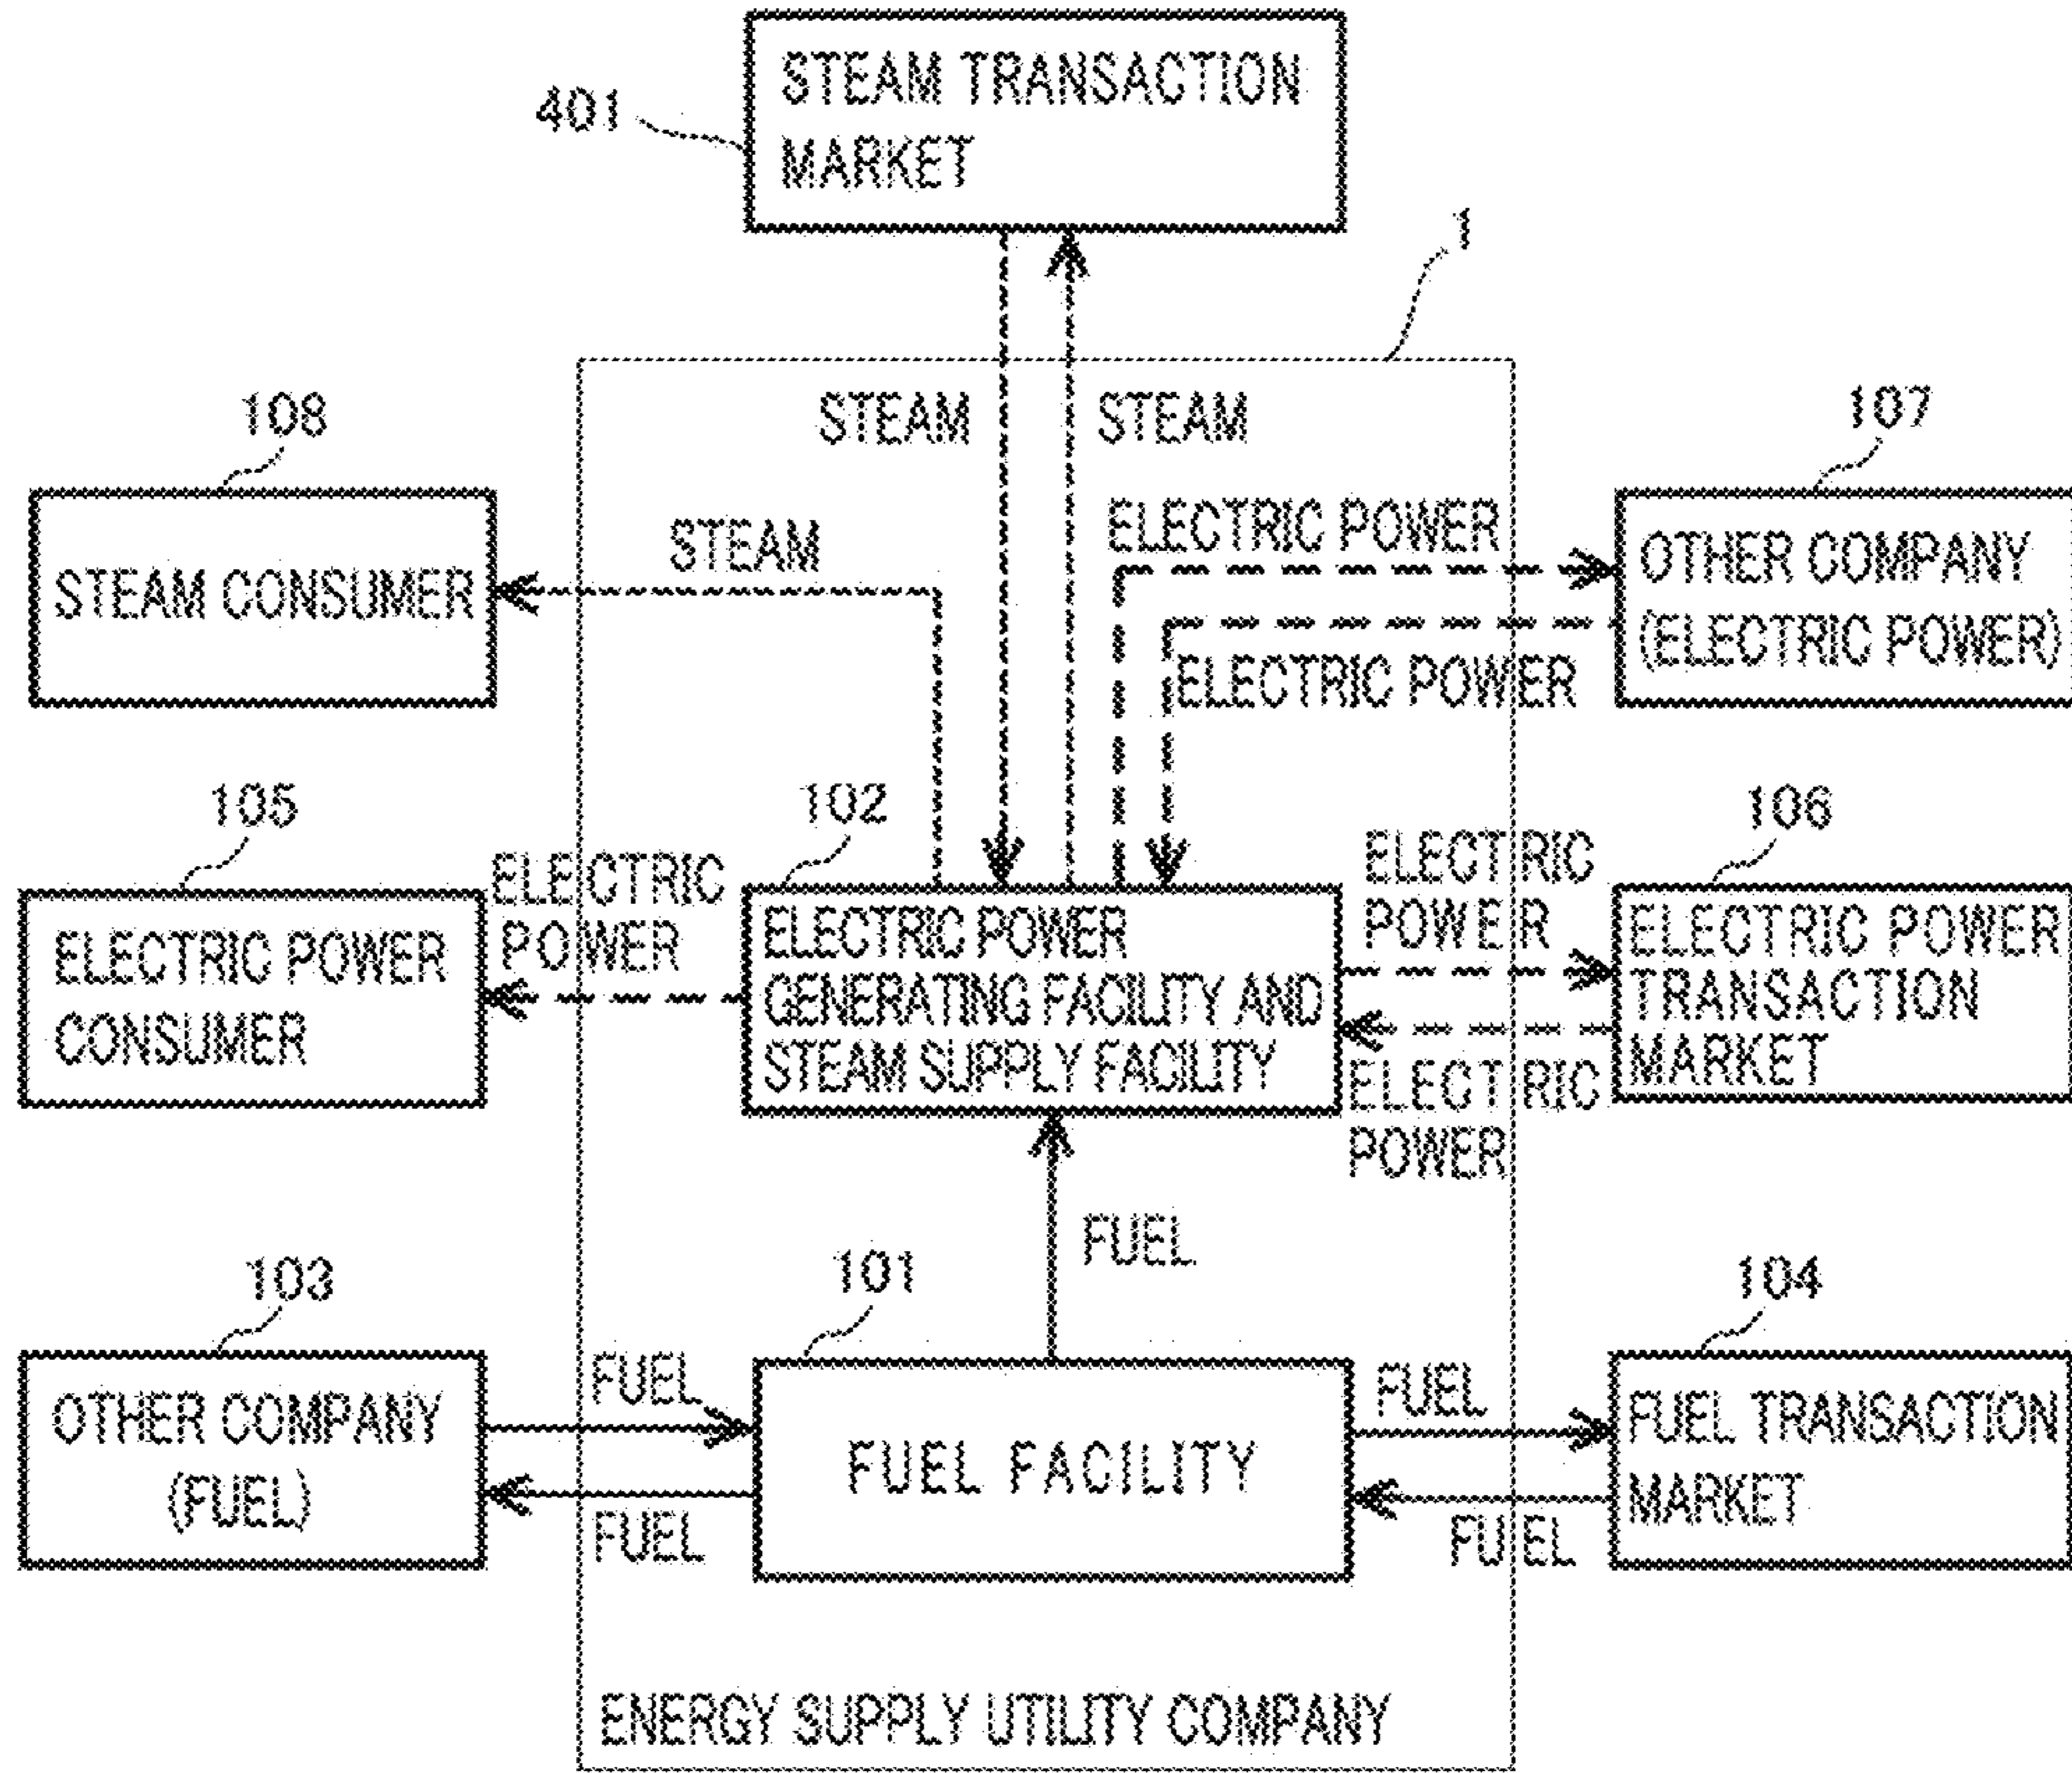 STEAM TRANSACTION
MARKET
401
1
STEAM
STEAM
108
107
STEAM CONSUMER
STEAM
ELECTRIC POWER
OTHER COMPANY
(ELECTRIC POWER)
ELECTRIC POWER
105
102
106
ELECTRIC POWER
CONSUMER
ELECTRIC
POWER
ELECTRIC POWER
GENERATING FACILITY AND
STEAM SUPPLY FACILITY
ELECTRIC
POWER
ELECTRIC POWER
TRANSACTION
MARKET
ELECTRIC
POWER
FUEL
103
101
104
OTHER COMPANY
(FUEL)
FUEL
FUEL
FUEL FACILITY
FUEL
FUEL
FUEL TRANSACTION
MARKET
ENERGY SUPPLY UTILITY COMPANY